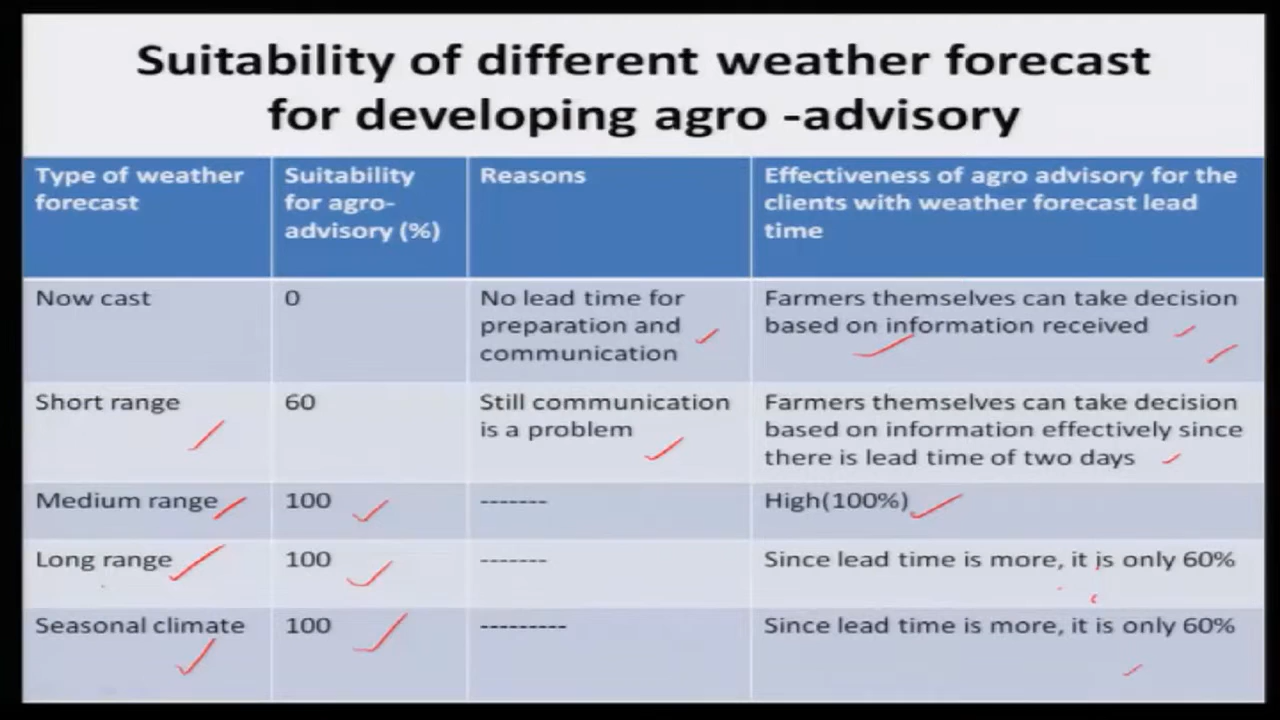 Suitability of different weather forecast
for developing agro -advisory
Type of weather
forecast
Suitability
for agro-
advisory (%)
Reasons
Effectiveness of agro advisory for the
clients with weather forecast lead
time
Now cast
0
No lead time for
preparation and
communication
Farmers themselves can take decision
based on information received
Short range
60
Still communication
is a problem
Farmers themselves can take decision
based on information effectively since
there is lead time of two days
Medium range
100
-------
High(100%)
Long range
100
-------
Since lead time is more, it is only 60%
Seasonal climate
100
---------
Since lead time is more, it is only 60%